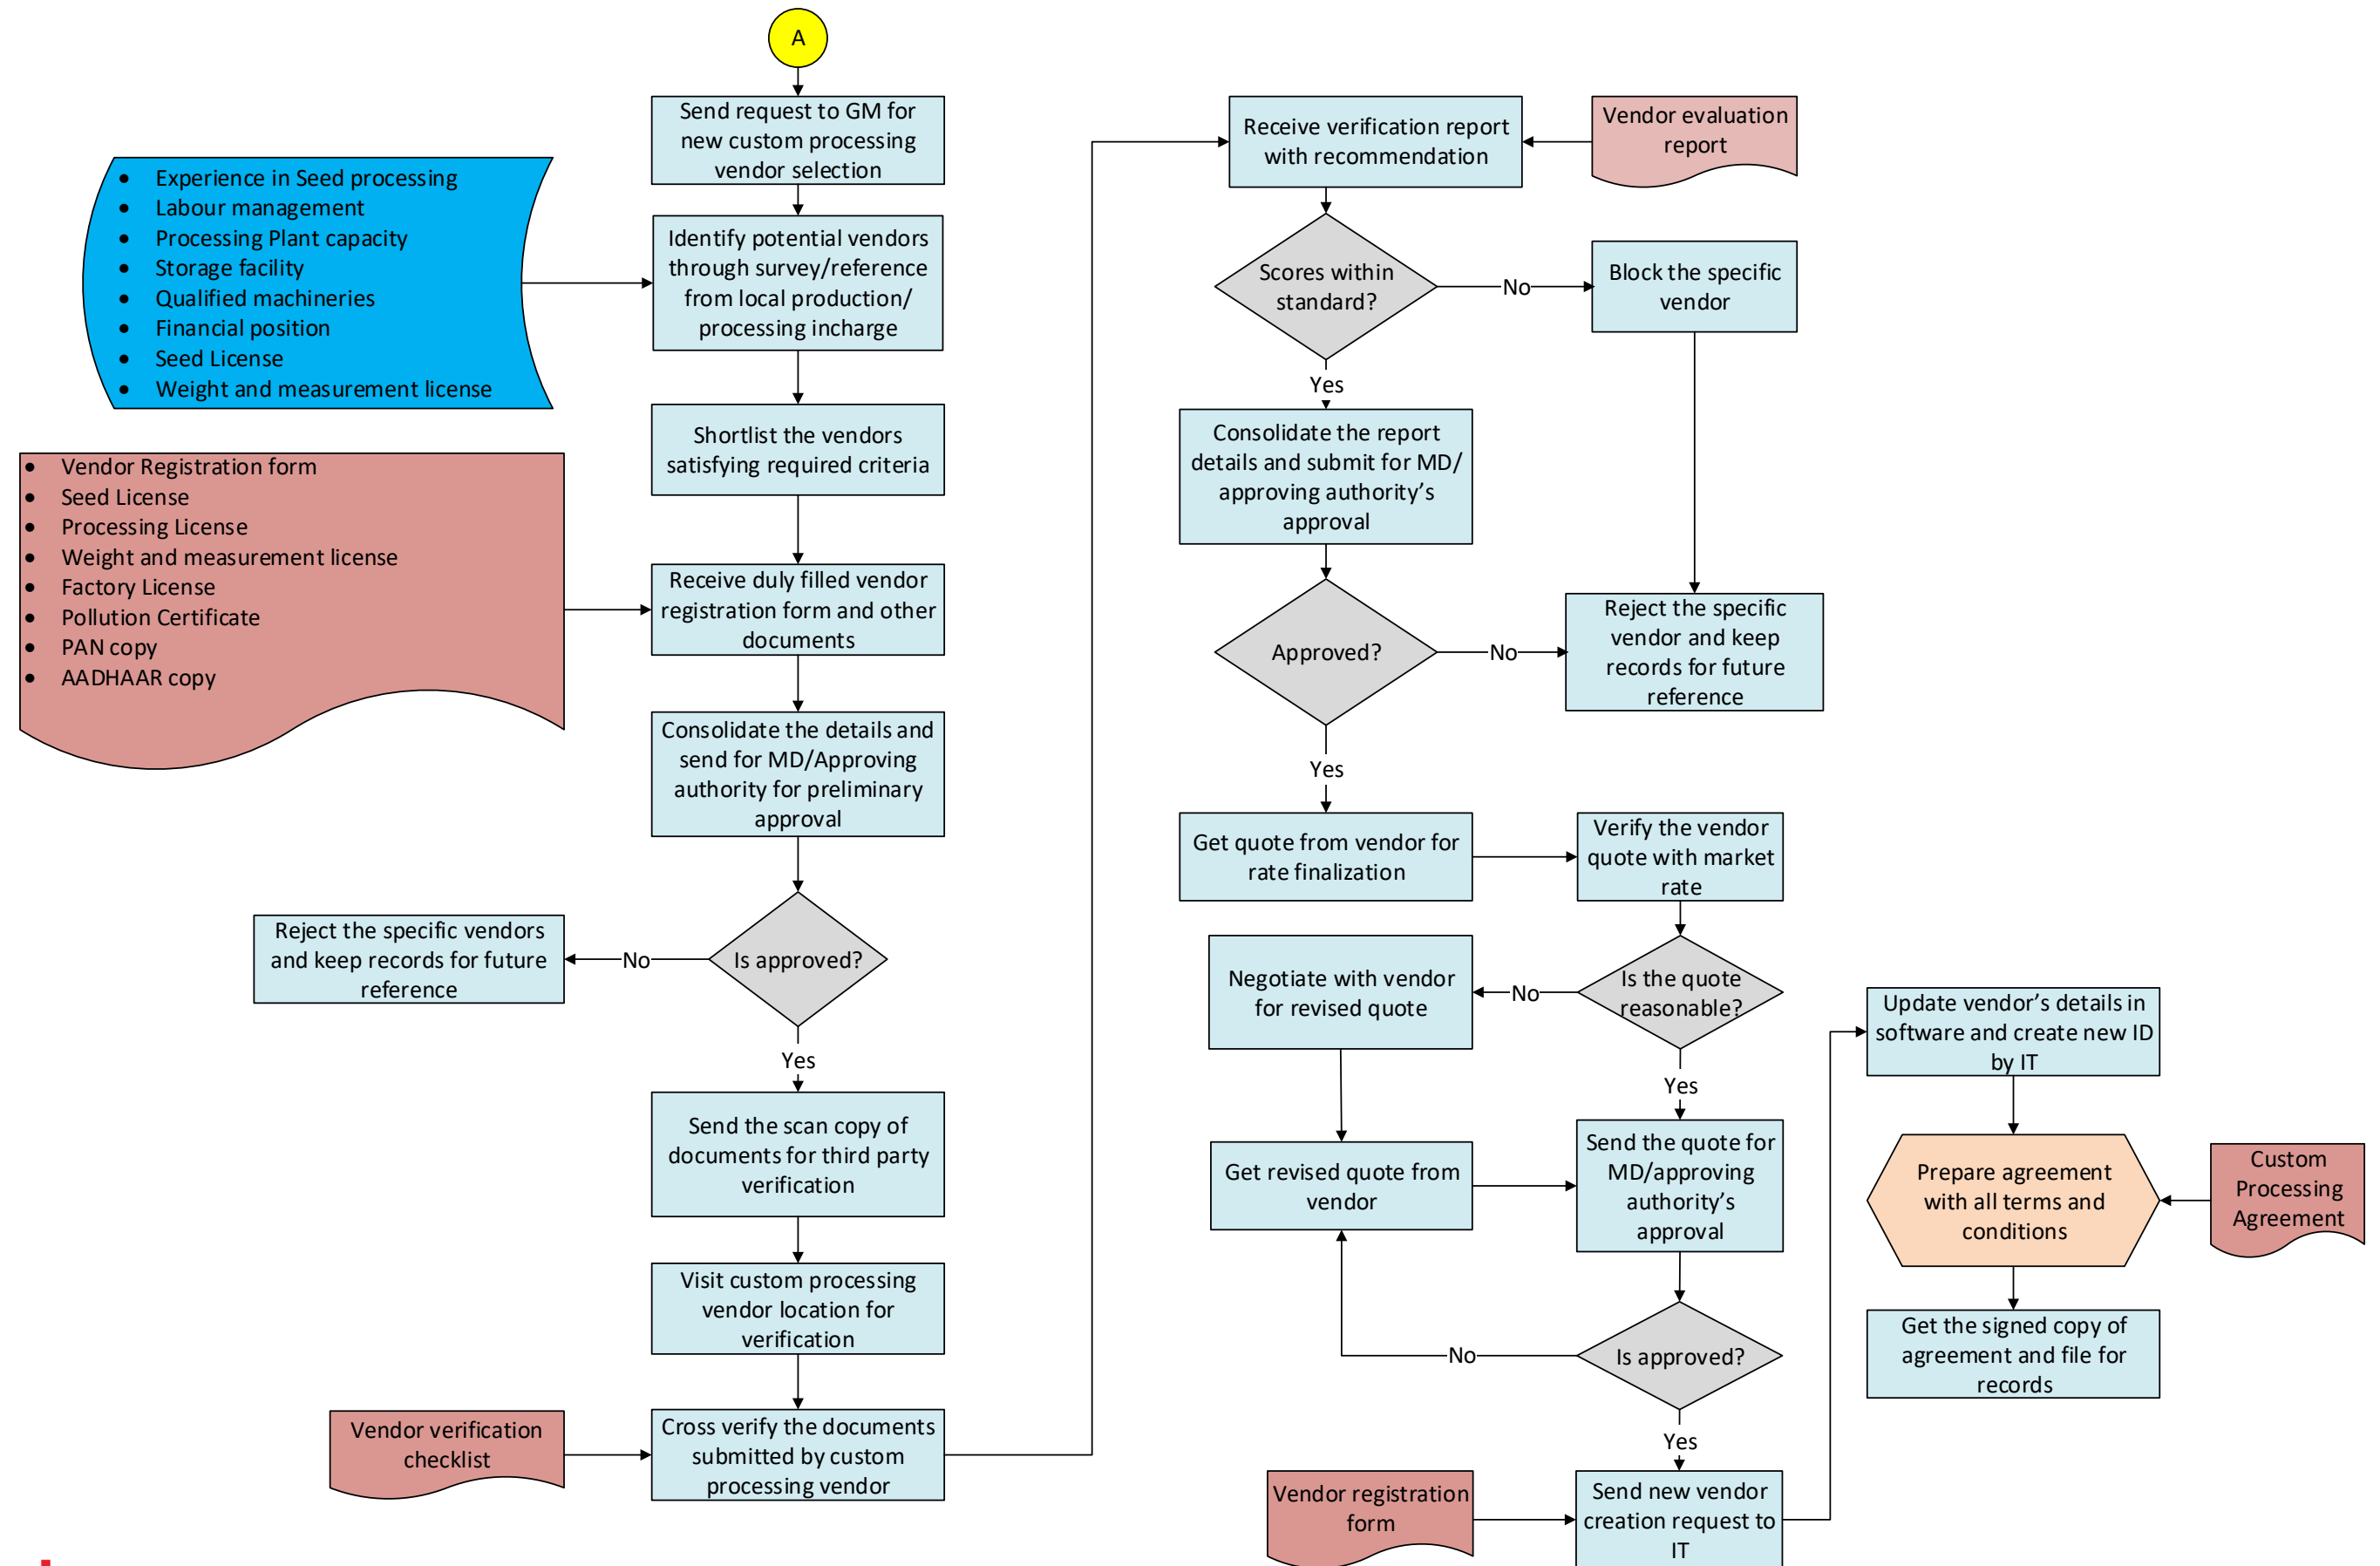 A
Send request to GM for
new custom processing
vendor selection
• Experience in Seed processing
• Labour management
• Processing Plant capacity
• Storage facility
• Qualified machineries
• Financial position
• Seed License
• Weight and measurement license
Identify potential vendors
through survey/reference
from local production/
processing incharge
Shortlist the vendors
satisfying required criteria
• Vendor Registration form
• Seed License
• Processing License
• Weight and measurement license
• Factory License
• Pollution Certificate
• PAN copy
• AADHAAR copy
Receive duly filled vendor
registration form and other
documents
Consolidate the details and
send for MD/Approving
authority for preliminary
approval
Is approved?
No
Reject the specific vendors
and keep records for future
reference
Yes
Send the scan copy of
documents for third party
verification
Visit custom processing
vendor location for
verification
Vendor verification
checklist
Cross verify the documents
submitted by custom
processing vendor
Receive verification report
with recommendation
Vendor evaluation
report
Scores within
standard?
No
Block the specific
vendor
Yes
Consolidate the report
details and submit for MD/
approving authority’s
approval
Approved?
No
Reject the specific
vendor and keep
records for future
reference
Yes
Get quote from vendor for
rate finalization
Verify the vendor
quote with market
rate
Is the quote
reasonable?
No
Negotiate with vendor
for revised quote
Yes
Get revised quote from
vendor
Send the quote for
MD/approving
authority’s
approval
Is approved?
No
Yes
Vendor registration
form
Send new vendor
creation request to
IT
Update vendor’s details in
software and create new ID
by IT
Prepare agreement
with all terms and
conditions
Custom
Processing
Agreement
Get the signed copy of
agreement and file for
records